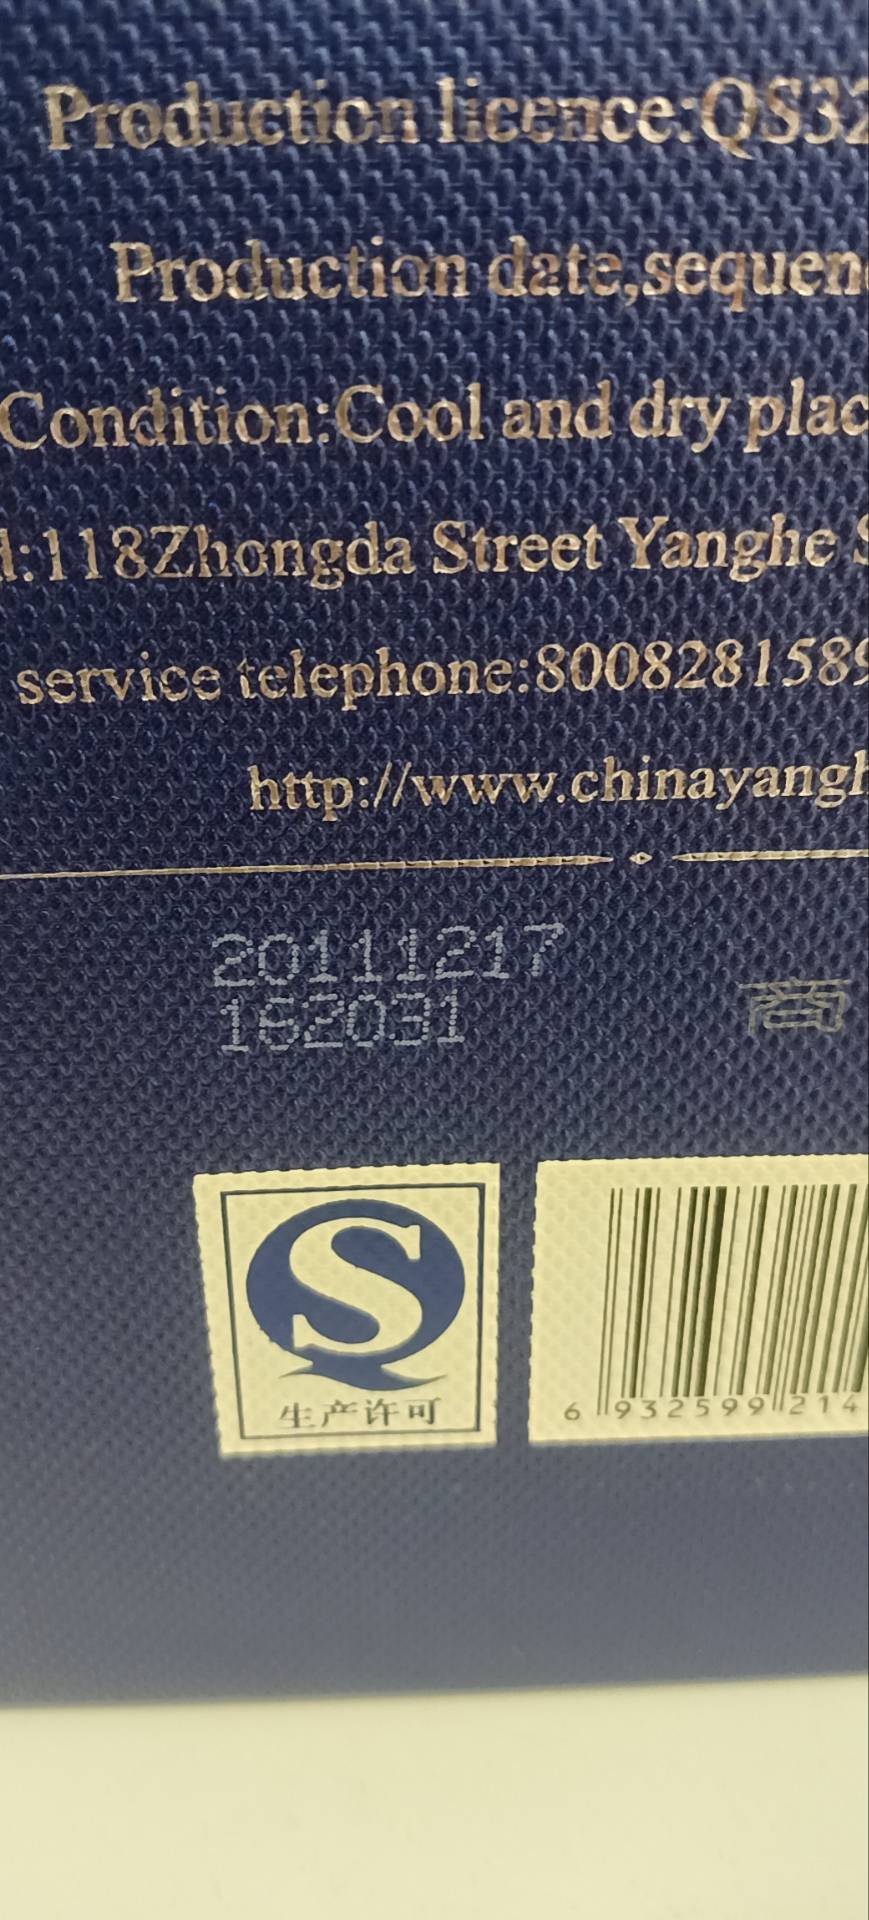 Production licence:QS32
Production date,sequen
Condition:Cool and dry plac
:118Zhongda Street Yanghe S
service telephone:8008281589
http://www.chinayangh
20111217
162031
商
S
生产许可
6 932599 214